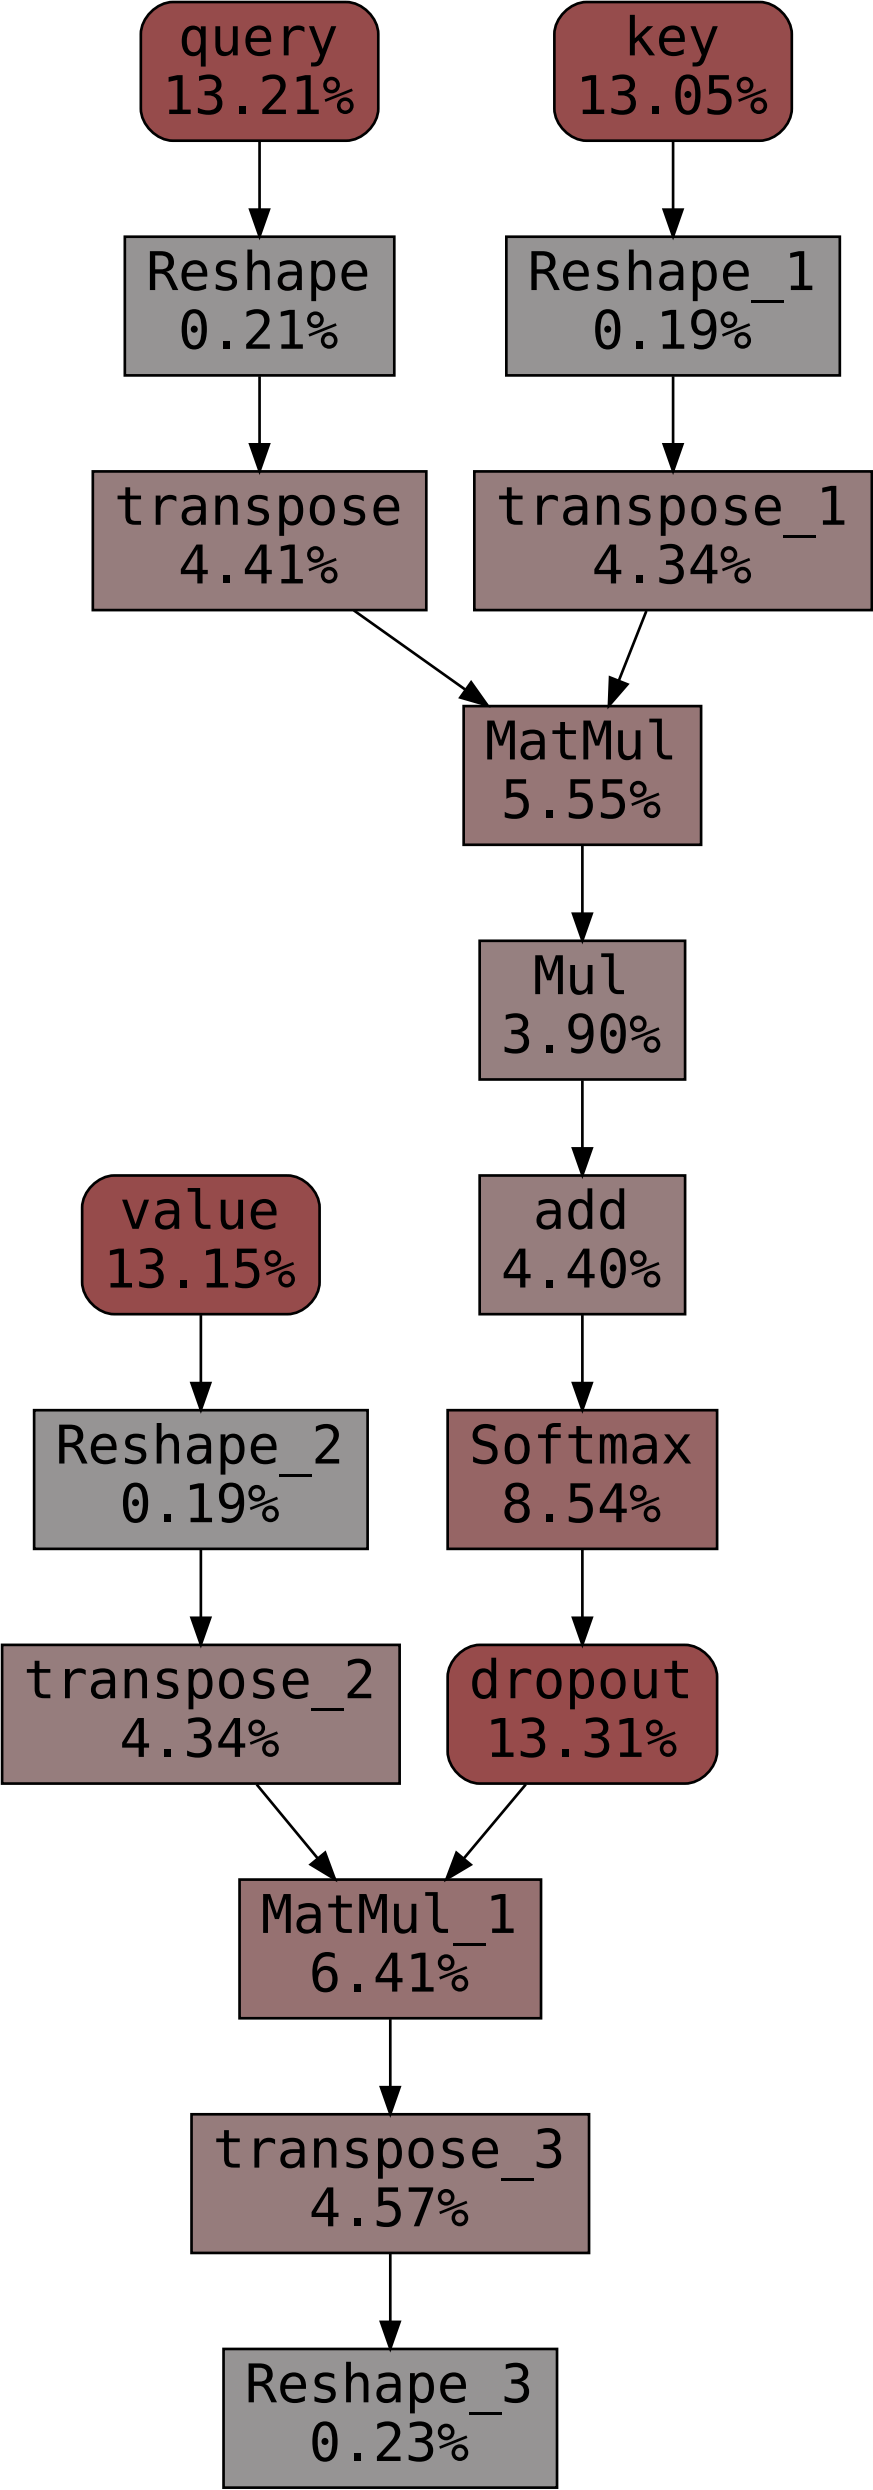 query
13.21%
key
13.05%
Reshape
0.21%
Reshape_1
0.19%
transpose
4.41%
transpose_1
4.34%
MatMul
5.55%
Mul
3.90%
value
13.15%
add
4.40%
Reshape_2
0.19%
Softmax
8.54%
transpose_2
4.34%
dropout
13.31%
MatMul_1
6.41%
transpose_3
4.57%
Reshape_3
0.23%